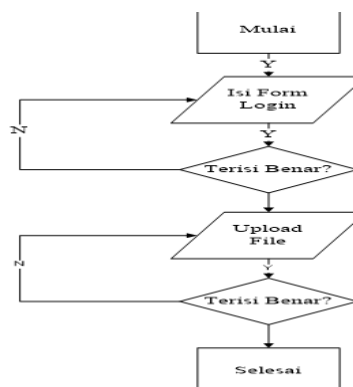 Mulai
Y
Isi Form
Login
Y
N
Terisi Benar?
Upload
File
Y
N
Terisi Benar?
Selesai